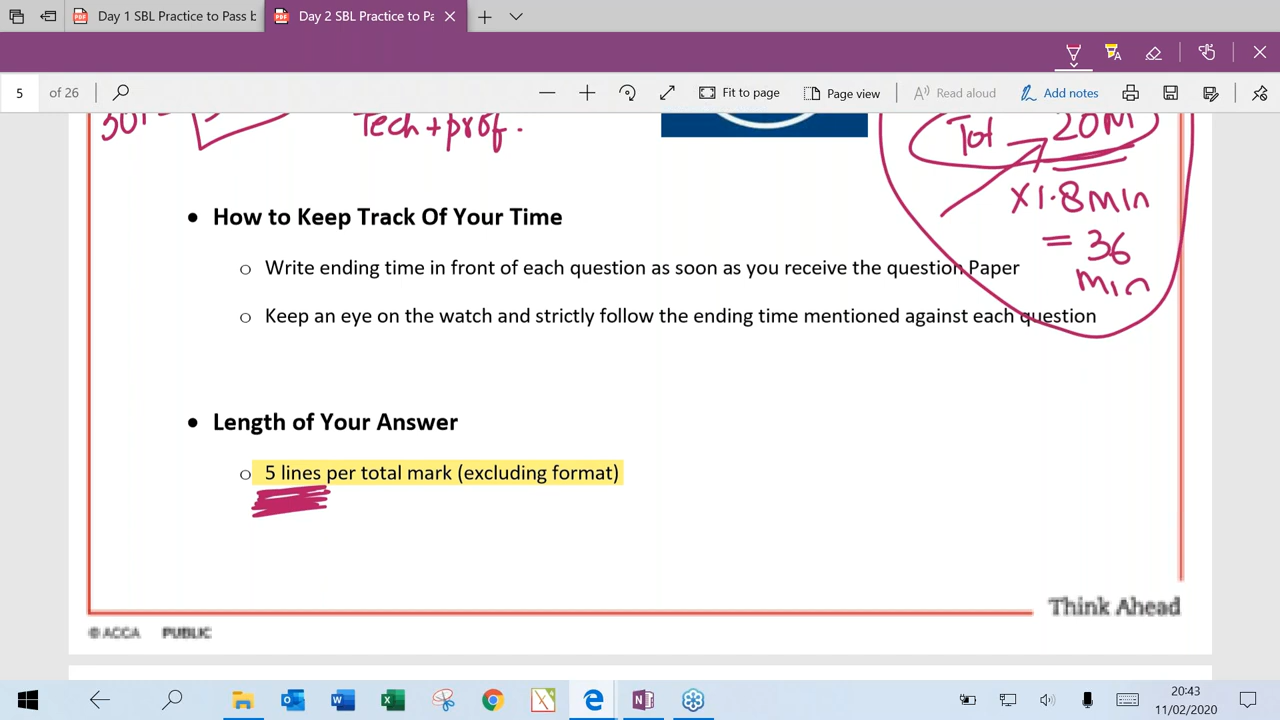 Day 1 SBL Practice to Pass b
Day 2 SBL Practice to Pa
5 of 26
Fit to page
Page view
Read aloud
Add notes
Tech + prof.
Tot 20M
X1.8min
= 36
min
• How to Keep Track Of Your Time
o Write ending time in front of each question as soon as you receive the question Paper
o Keep an eye on the watch and strictly follow the ending time mentioned against each question
• Length of Your Answer
o 5 lines per total mark (excluding format)
Think Ahead
© ACCA PUBLIC
20:43
11/02/2020